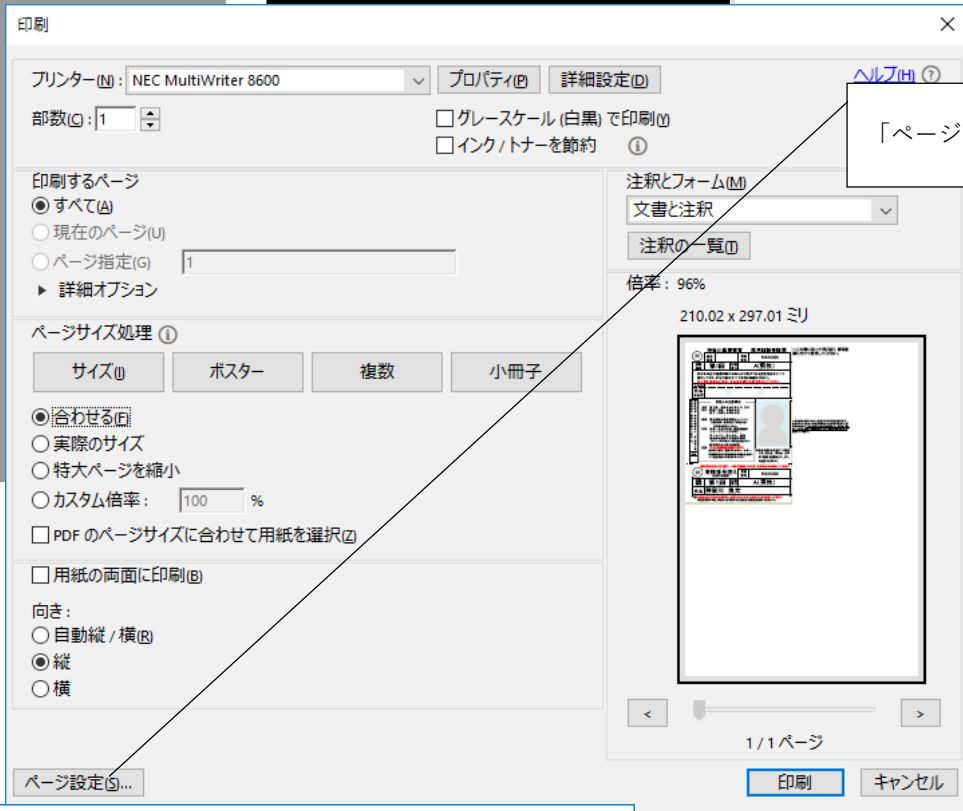 印刷
プリンター(N): NEC MultiWriter 8600 プロパティ(P) 詳細設定(D) ヘルプ(H)
部数(C): 1 グレースケール (白黒) で印刷(Y)
インク / トナーを節約
「ページ
印刷するページ
すべて(A)
現在のページ(U)
ページ指定(G) 1
詳細オプション
注釈とフォーム(M)
文書と注釈
注釈の一覧(T)
倍率: 96%
210.02 x 297.01 ミリ
ページサイズ処理
サイズ(I) ポスター 複数 小冊子
合わせる(F)
実際のサイズ
特大ページを縮小
カスタム倍率: 100 %
PDF のページサイズに合わせて用紙を選択(Z)
用紙の両面に印刷(B)
向き:
自動縦 / 横(R)
縦
横
第1回
A(男性)
第1回
A(男性)
< >
1 / 1 ページ
ページ設定(S)... 印刷 キャンセル